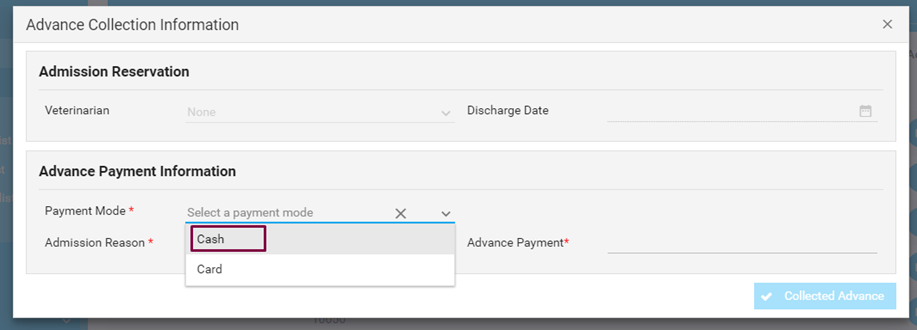 Advance Collection Information
Admission Reservation
Veterinarian None Discharge Date
Advance Payment Information
Payment Mode * Select a payment mode
Cash
Admission Reason * Advance Payment*
Card
Collected Advance